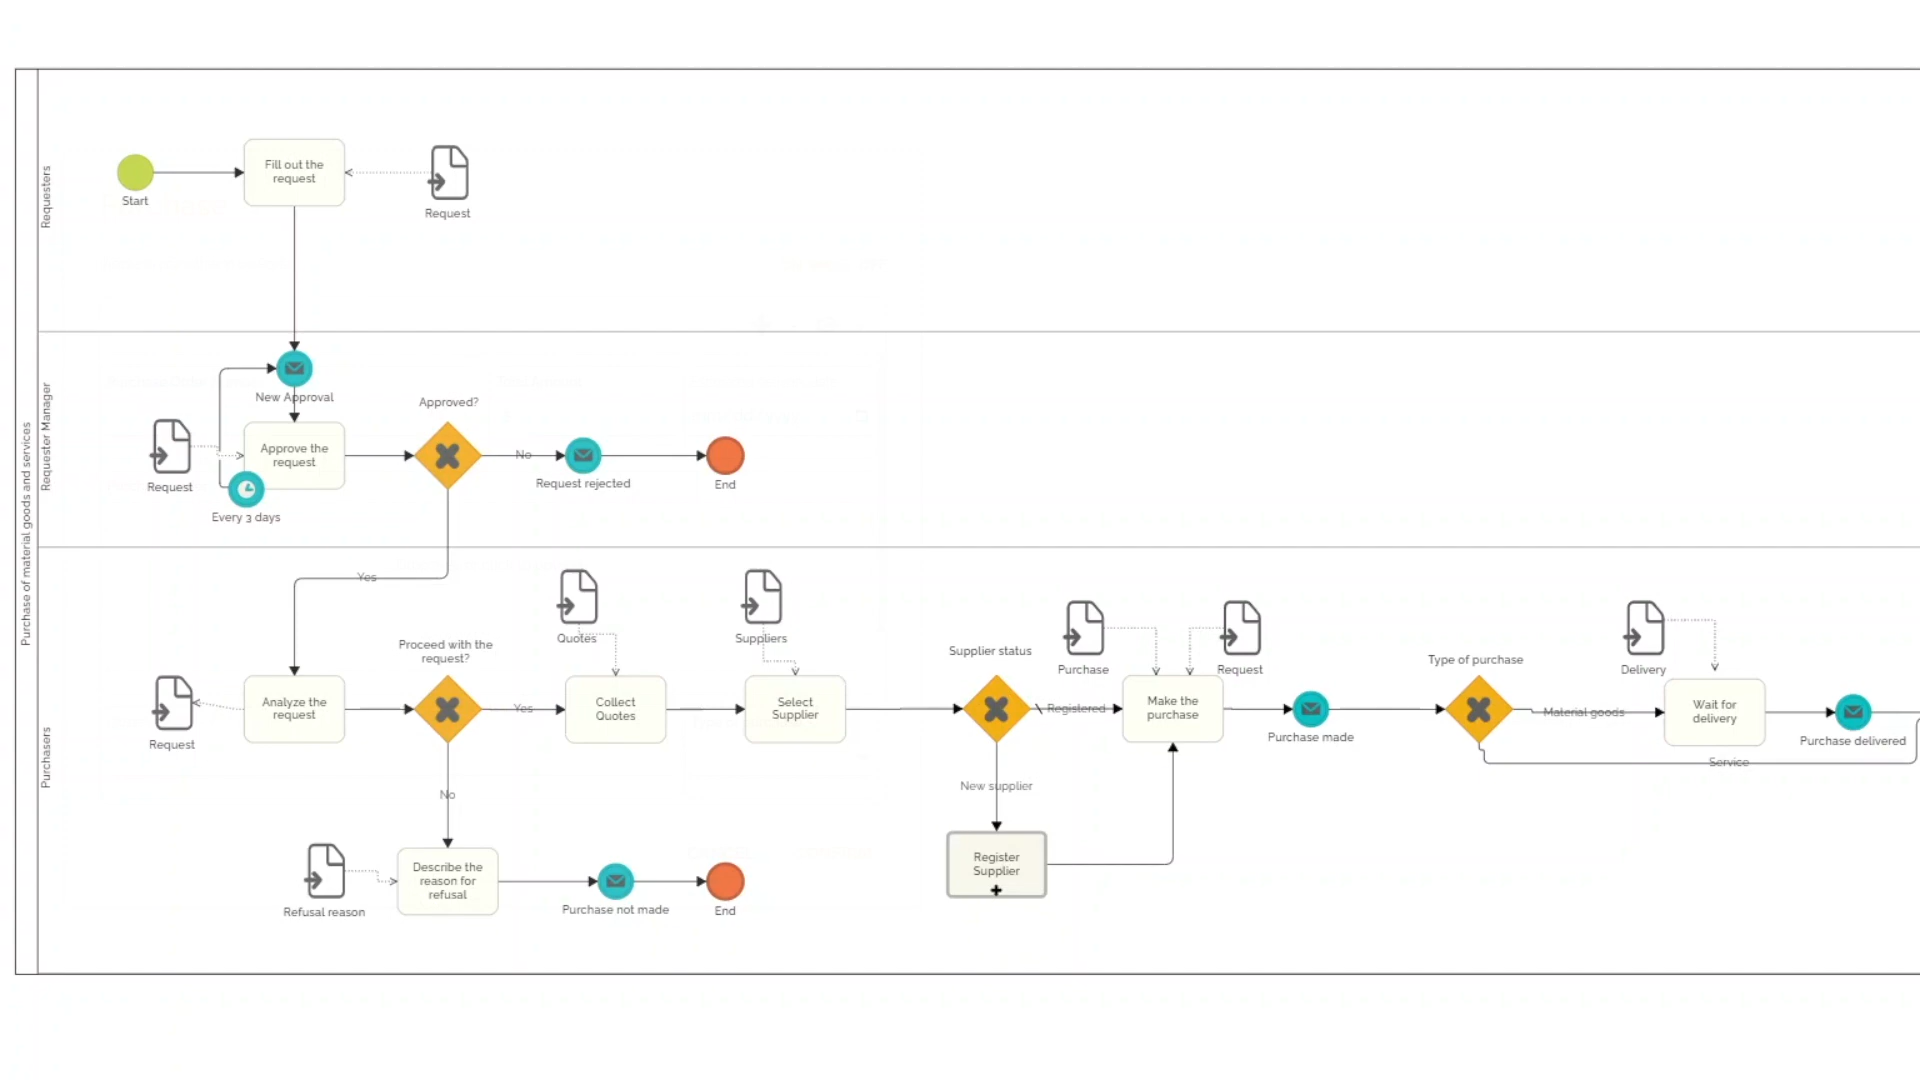 Purchase of material goods and services
Requesters
Start
Fill out the
request
Request
Requester Manager
New Approval
Approved?
Request
Approve the
request
No
Request rejected
End
Every 3 days
Purchasers
Yes
Quotes
Suppliers
Proceed with the
request?
Supplier status
Purchase
Request
Type of purchase
Delivery
Request
Analyze the
request
Yes
Collect
Quotes
Select
Supplier
Registered
Make the
purchase
Purchase made
Material goods
Wait for
delivery
Purchase delivered
Service
No
New supplier
Refusal reason
Describe the
reason for
refusal
Purchase not made
End
Register
Supplier